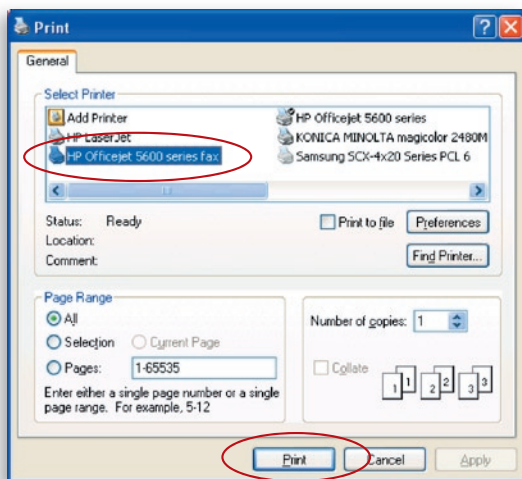 Print
General
Select Printer
Add Printer
HP LaserJet
HP Officejet 5600 series fax
HP Officejet 5600 series
KONICA MINOLTA magicolor 2480M
Samsung SCX-4x20 Series PCL 6
Status: Ready
Location:
Comment:
Print to file
Preferences
Find Printer...
Page Range
All
Selection
Current Page
Pages: 1-65535
Enter either a single page number or a single
page range. For example, 5-12
Number of copies: 1
Collate
1 1 2 2 3 3
Print
Cancel
Apply